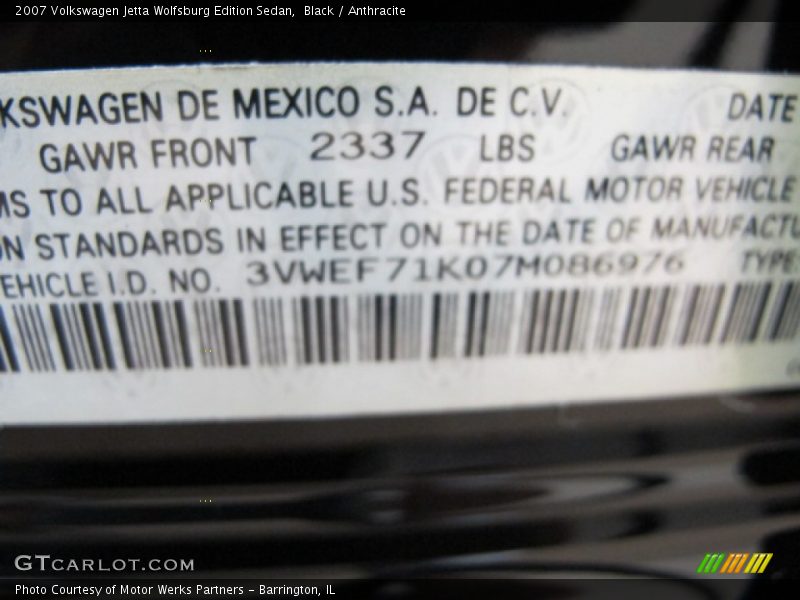 2007 Volkswagen Jetta Wolfsburg Edition Sedan, Black / Anthracite
KSWAGEN DE MEXICO S.A. DE C.V. DATE
GAWR FRONT 2337 LBS GAWR REAR
MS TO ALL APPLICABLE U.S. FEDERAL MOTOR VEHICLE
ON STANDARDS IN EFFECT ON THE DATE OF MANUFACTU
EHICLE I.D. NO. 3VWEF71K07M086976 TYPE
GTCARLOT.COM
Photo Courtesy of Motor Werks Partners - Barrington, IL